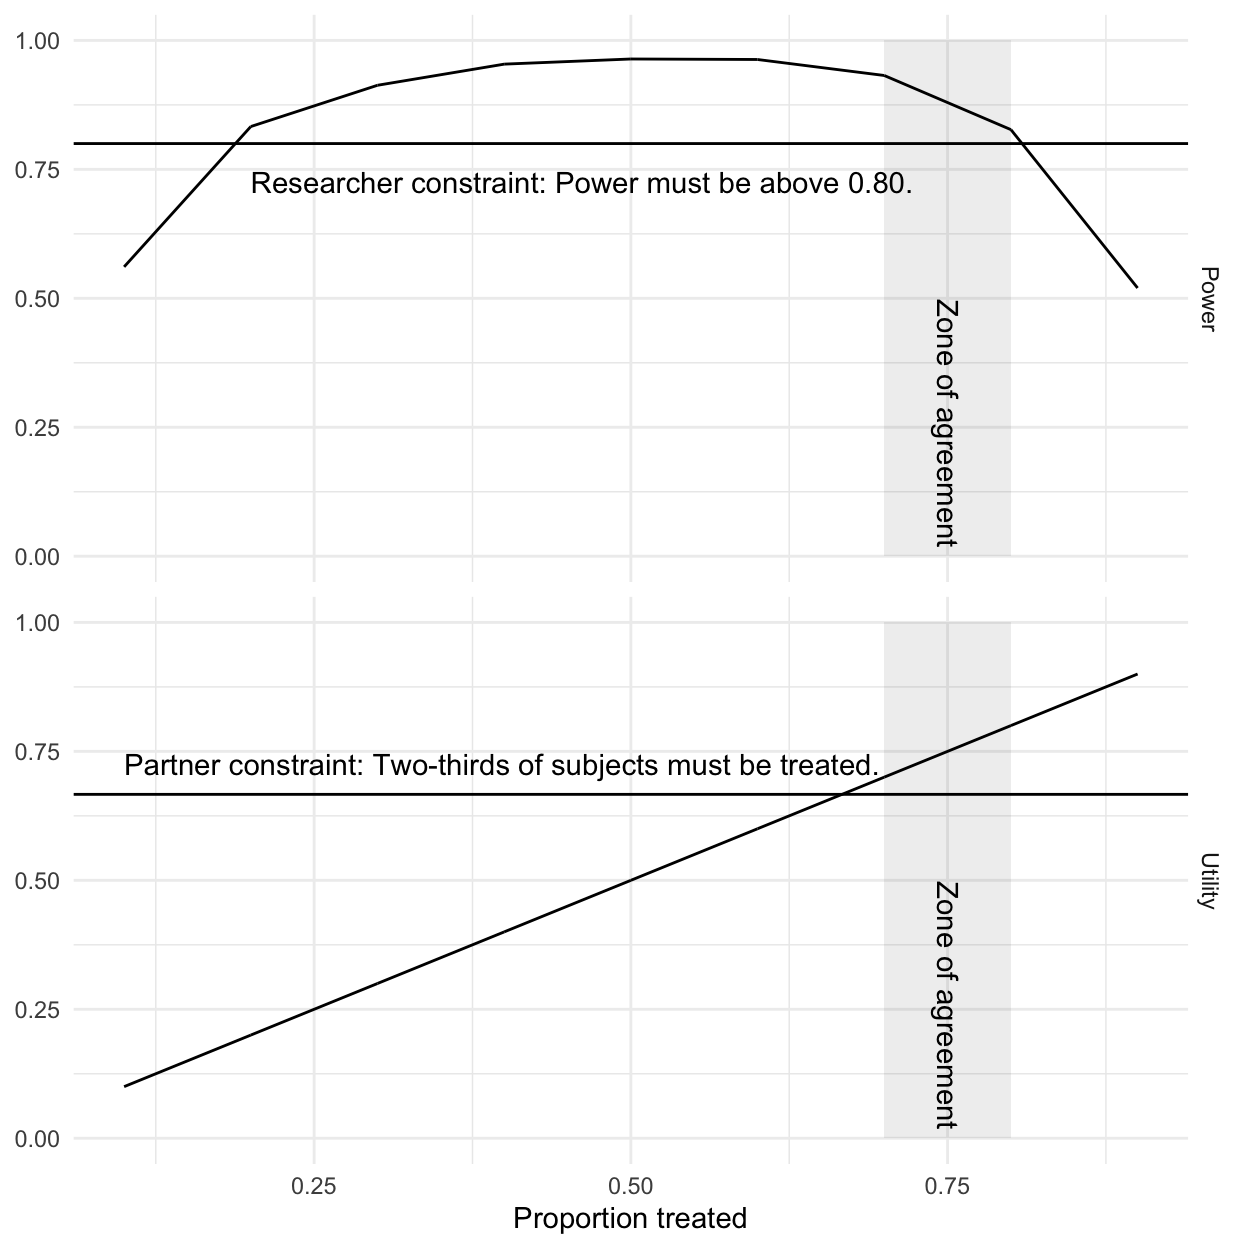 1.00
0.75
0.50
0.25
0.00
Researcher constraint: Power must be above 0.80.
Zone of agreement
Power
1.00
0.75
0.50
0.25
0.00
Partner constraint: Two-thirds of subjects must be treated.
Zone of agreement
Utility
0.25
0.50
0.75
Proportion treated